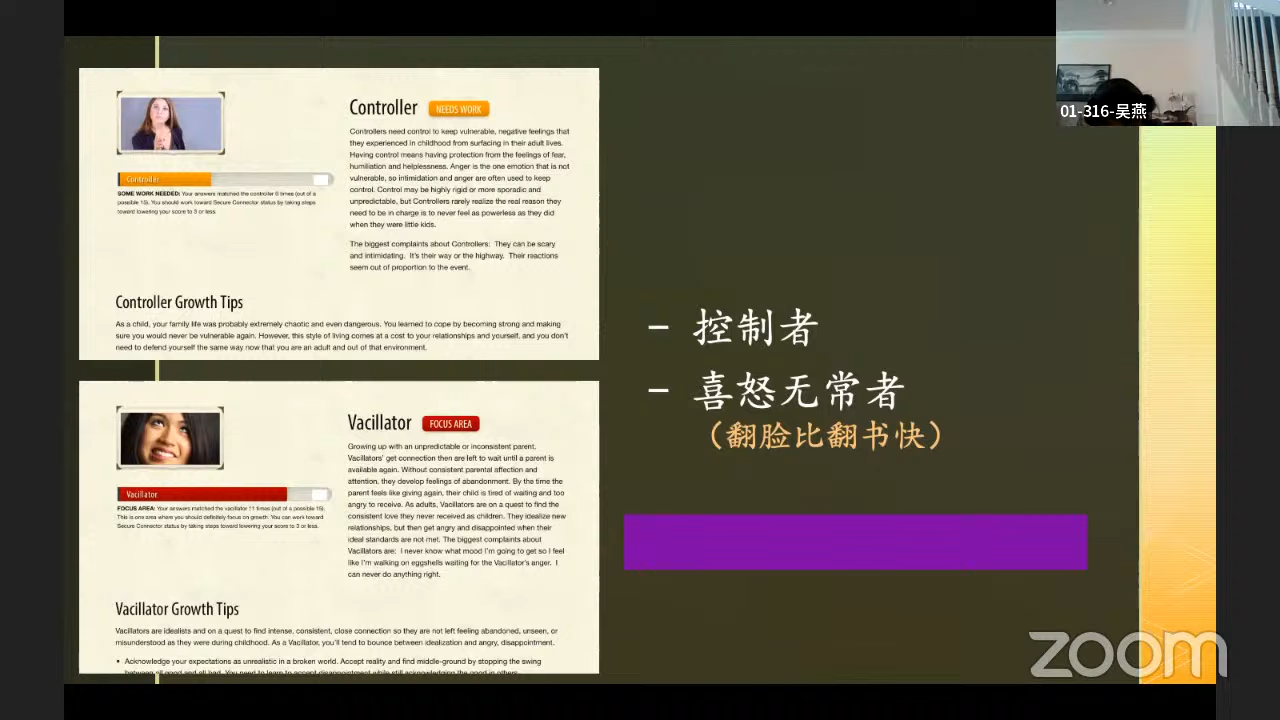 01-316-吴燕
Controller NEEDS WORK
Controllers need control to keep vulnerable, negative feelings that
they experienced in childhood from surfacing in their adult lives.
Having control means having protection from the feelings of fear,
humiliation and helplessness. Anger is the one emotion that is not
vulnerable, so intimidation and anger are often used to keep
control. Control may be highly rigid or more sporadic and
unpredictable, but Controllers rarely realize the real reason they
need to be in charge is to never feel as powerless as they did
when they were little kids.
The biggest complaints about Controllers: They can be scary
and intimidating. It's their way or the highway. Their reactions
seem out of proportion to the event.
Controller
SOME WORK NEEDED: Your answers matched the controller 6 times (out of a
possible 15). You should work toward Secure Connector status by taking steps
toward lowering your score to 3 or less.
Controller Growth Tips
As a child, your family life was probably extremely chaotic and even dangerous. You learned to cope by becoming strong and making
sure you would never be vulnerable again. However, this style of living comes at a cost to your relationships and yourself, and you don't
need to defend yourself the same way now that you are an adult and out of that environment.
Vacillator FOCUS AREA
Growing up with an unpredictable or inconsistent parent,
Vacillators' get connection then are left to wait until a parent is
available again. Without consistent parental affection and
attention, they develop feelings of abandonment. By the time the
parent feels like giving again, their child is tired of waiting and too
angry to receive. As adults, Vacillators are on a quest to find the
consistent love they never received as children. They idealize new
relationships, but then get angry and disappointed when their
ideal standards are not met. The biggest complaints about
Vacillators are: I never know what mood I'm going to get so I feel
like I'm walking on eggshells waiting for the Vacillator's anger. I
can never do anything right.
Vacillator
FOCUS AREA: Your answers matched the vacillator 11 times (out of a possible 15).
This is one area where you should definitely focus on growth. You can work toward
Secure Connector status by taking steps toward lowering your score to 3 or less.
Vacillator Growth Tips
Vacillators are idealists and on a quest to find intense, consistent, close connection so they are not left feeling abandoned, unseen, or
misunderstood as they were during childhood. As a Vacillator, you'll tend to bounce between idealization and angry, disappointment.
• Acknowledge your expectations as unrealistic in a broken world. Accept reality and find middle-ground by stopping the swing
between all good and all bad. You need to learn to accept disappointment while still acknowledging the good in others.
– 控制者
– 喜怒无常者
（翻脸比翻书快）
zoom